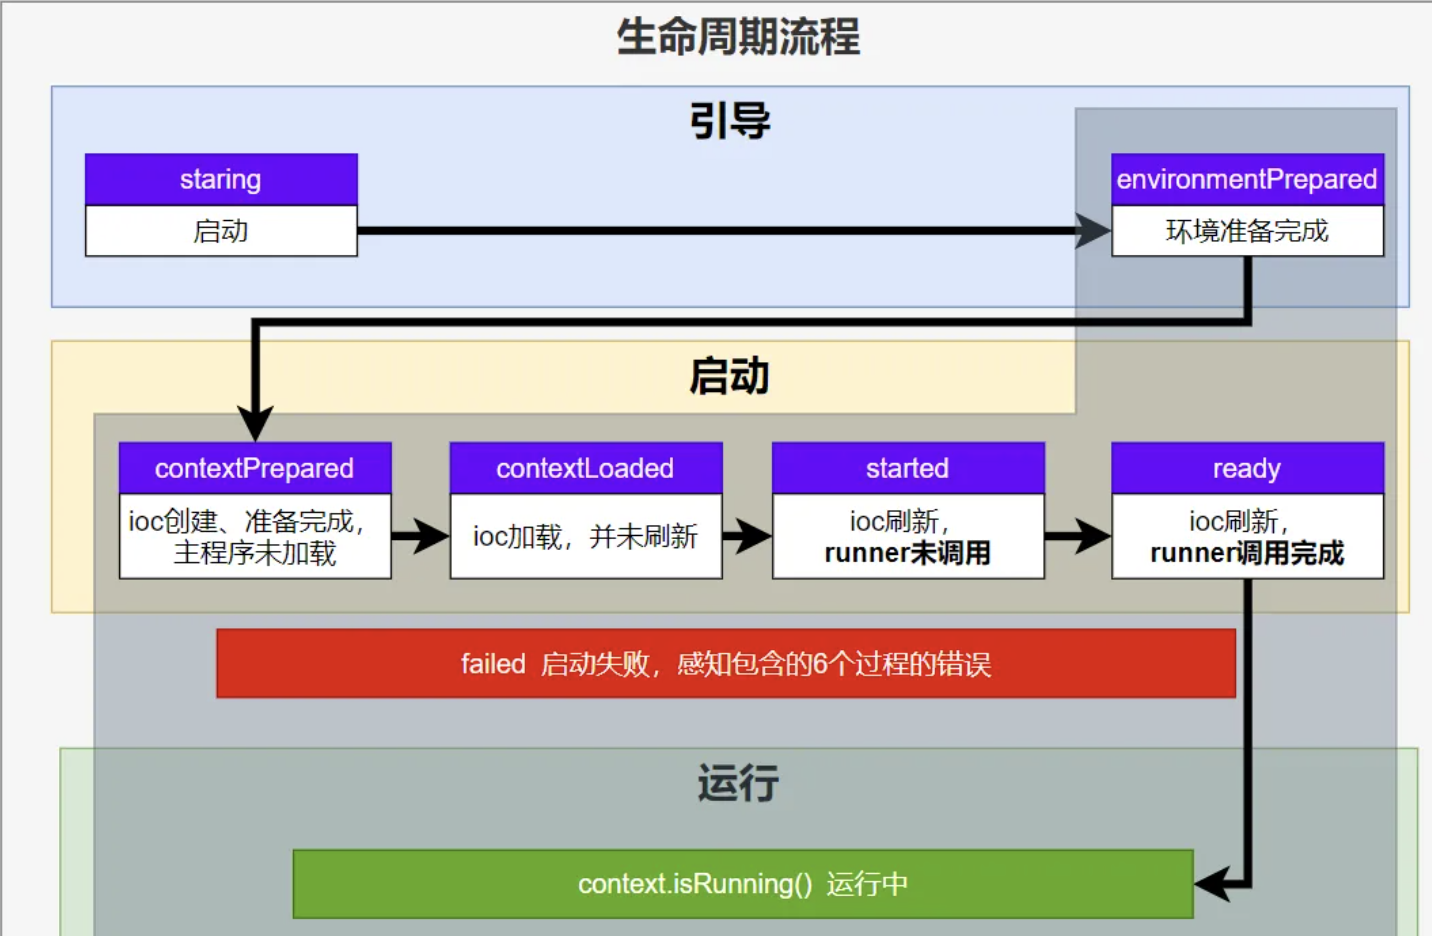 生命周期流程
引导
staring
启动
environmentPrepared
环境准备完成
启动
contextPrepared
ioc创建、准备完成，
主程序未加载
contextLoaded
ioc加载，并未刷新
started
ioc刷新，
runner未调用
ready
ioc刷新，
runner调用完成
failed 启动失败，感知包含的6个过程的错误
运行
context.isRunning() 运行中